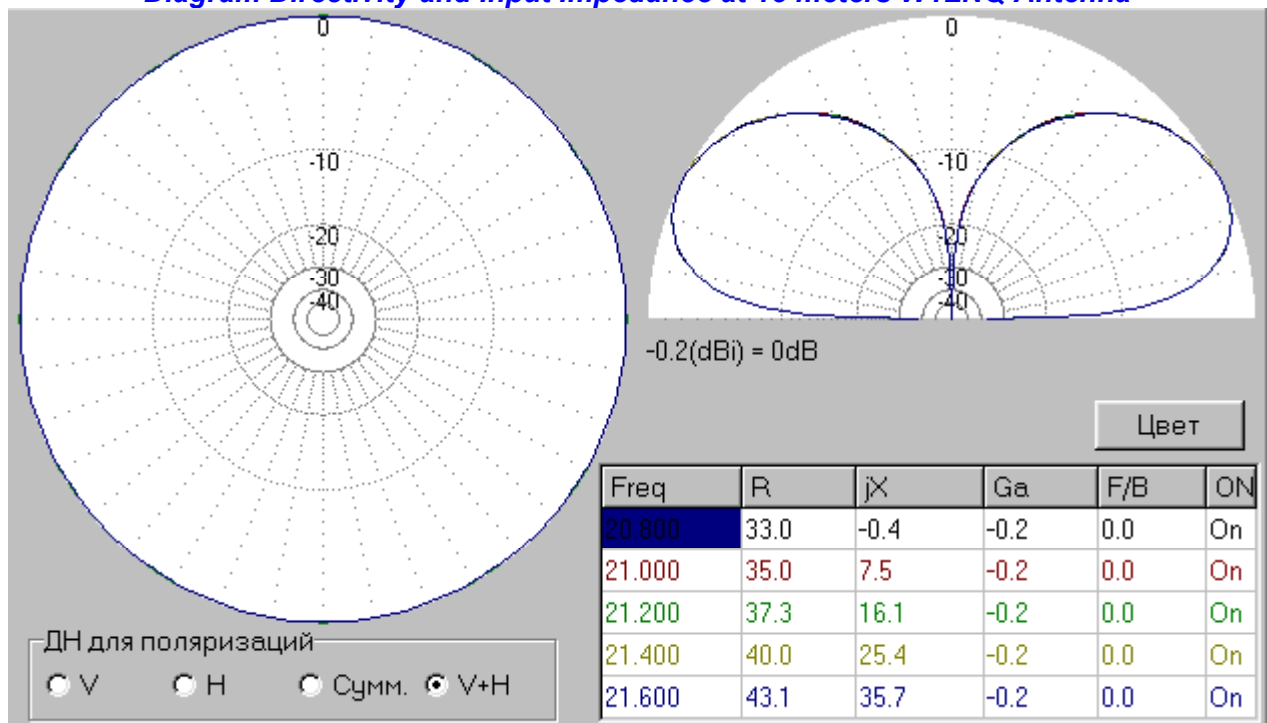 Diagram Directivity and Input Impedance at 15 meters W12RQ Antenna
0
-10
-20
-30
-40
0
-10
-20
-30
-40
-0.2(dBi) = 0dB
Цвет
Freq R jX Ga F/B ON
20.800 33.0 -0.4 -0.2 0.0 On
21.000 35.0 7.5 -0.2 0.0 On
21.200 37.3 16.1 -0.2 0.0 On
21.400 40.0 25.4 -0.2 0.0 On
21.600 43.1 35.7 -0.2 0.0 On
ДН для поляризаций
V H Сумм. V+H